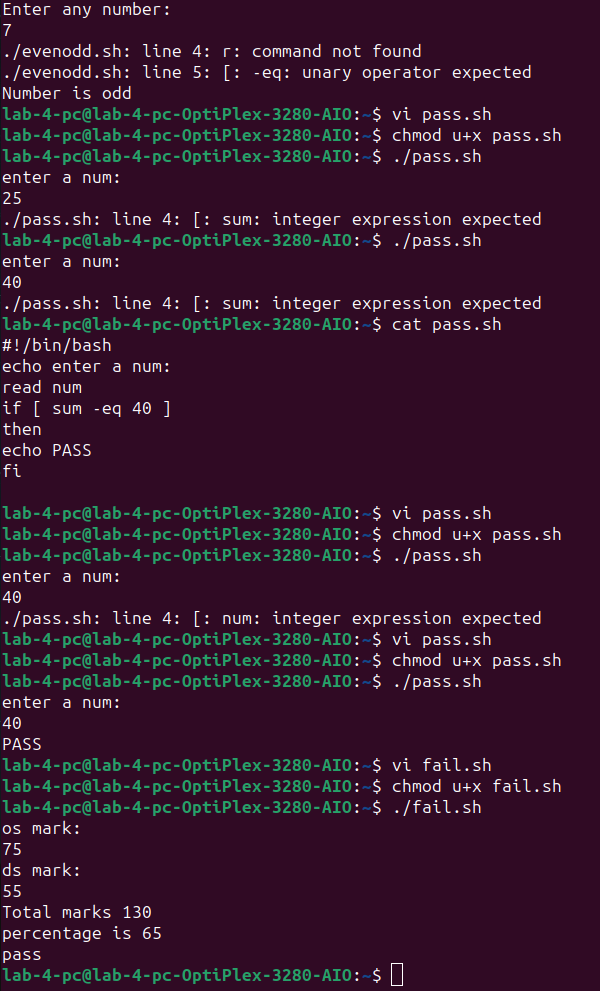 Enter any number:
7
./evenodd.sh: line 4: r: command not found
./evenodd.sh: line 5: [: -eq: unary operator expected
Number is odd
lab-4-pc@lab-4-pc-OptiPlex-3280-AIO:~$ vi pass.sh
lab-4-pc@lab-4-pc-OptiPlex-3280-AIO:~$ chmod u+x pass.sh
lab-4-pc@lab-4-pc-OptiPlex-3280-AIO:~$ ./pass.sh
enter a num:
25
./pass.sh: line 4: [: sum: integer expression expected
lab-4-pc@lab-4-pc-OptiPlex-3280-AIO:~$ ./pass.sh
enter a num:
40
./pass.sh: line 4: [: sum: integer expression expected
lab-4-pc@lab-4-pc-OptiPlex-3280-AIO:~$ cat pass.sh
#!/bin/bash
echo enter a num:
read num
if [ sum -eq 40 ]
then
echo PASS
fi
lab-4-pc@lab-4-pc-OptiPlex-3280-AIO:~$ vi pass.sh
lab-4-pc@lab-4-pc-OptiPlex-3280-AIO:~$ chmod u+x pass.sh
lab-4-pc@lab-4-pc-OptiPlex-3280-AIO:~$ ./pass.sh
enter a num:
40
./pass.sh: line 4: [: num: integer expression expected
lab-4-pc@lab-4-pc-OptiPlex-3280-AIO:~$ vi pass.sh
lab-4-pc@lab-4-pc-OptiPlex-3280-AIO:~$ chmod u+x pass.sh
lab-4-pc@lab-4-pc-OptiPlex-3280-AIO:~$ ./pass.sh
enter a num:
40
PASS
lab-4-pc@lab-4-pc-OptiPlex-3280-AIO:~$ vi fail.sh
lab-4-pc@lab-4-pc-OptiPlex-3280-AIO:~$ chmod u+x fail.sh
lab-4-pc@lab-4-pc-OptiPlex-3280-AIO:~$ ./fail.sh
os mark:
75
ds mark:
55
Total marks 130
percentage is 65
pass
lab-4-pc@lab-4-pc-OptiPlex-3280-AIO:~$